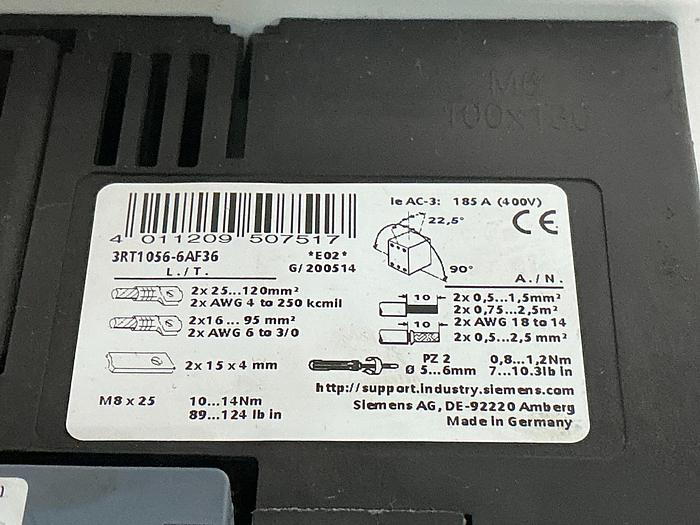 M6
100x130
Ie AC-3: 185 A (400V)
22,5°
CE
4 011209 507517
3RT1056-6AF36
*E02*
G/200514
90°
L./T.
A./N.
2x 25...120mm²
2x AWG 4 to 250 kcmil
10
2x 0,5...1,5mm²
2x 0,75...2,5m²
2x16 ... 95 mm²
2x AWG 6 to 3/0
10
2x AWG 18 to 14
2x 0,5...2,5 mm²
2x 15 x 4 mm
PZ 2
0,8...1,2Nm
Ø 5...6mm
7...10.3lb in
http://support.industry.siemens.com
M8 x 25
10...14Nm
89...124 lb in
Siemens AG, DE-92220 Amberg
Made in Germany